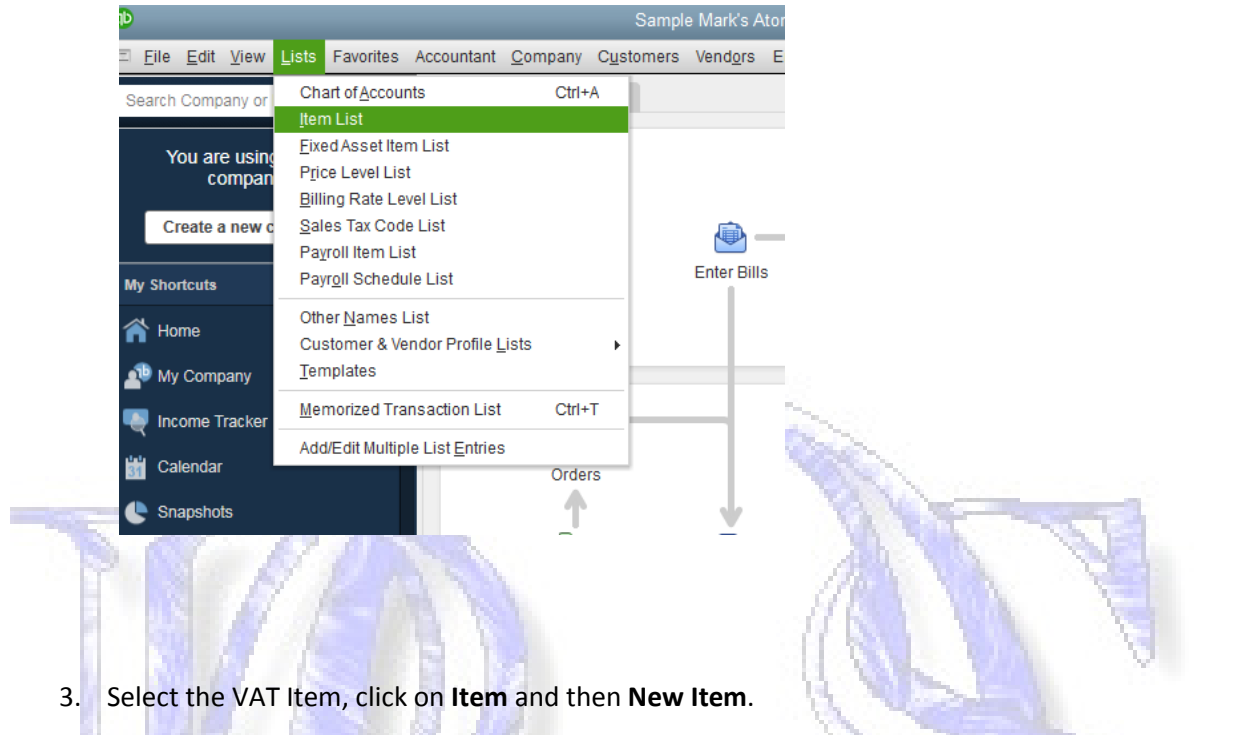 qb
Sample Mark's Ator
File Edit View Lists Favorites Accountant Company Customers Vendors E
Search Company or
Chart of Accounts Ctrl+A
Item List
Fixed Asset Item List
Price Level List
Billing Rate Level List
Sales Tax Code List
Payroll Item List
Payroll Schedule List
Other Names List
Customer & Vendor Profile Lists
Templates
Memorized Transaction List Ctrl+T
Add/Edit Multiple List Entries
You are using
compan
Create a new c
My Shortcuts
Home
My Company
Income Tracker
31
Calendar
Snapshots
Enter Bills
Orders
3. Select the VAT Item, click on Item and then New Item.